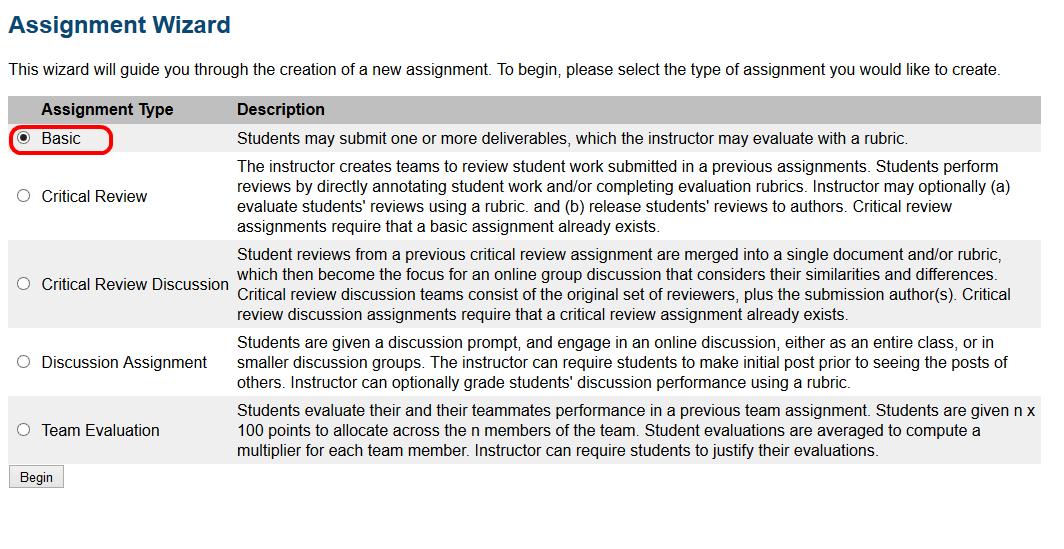 Assignment Wizard
This wizard will guide you through the creation of a new assignment. To begin, please select the type of assignment you would like to create.
Assignment Type Description
Basic Students may submit one or more deliverables, which the instructor may evaluate with a rubric.
The instructor creates teams to review student work submitted in a previous assignments. Students perform
reviews by directly annotating student work and/or completing evaluation rubrics. Instructor may optionally (a)
Critical Review
evaluate students' reviews using a rubric. and (b) release students' reviews to authors. Critical review
assignments require that a basic assignment already exists.
Student reviews from a previous critical review assignment are merged into a single document and/or rubric,
which then become the focus for an online group discussion that considers their similarities and differences.
Critical Review Discussion
Critical review discussion teams consist of the original set of reviewers, plus the submission author(s). Critical
review discussion assignments require that a critical review assignment already exists.
Students are given a discussion prompt, and engage in an online discussion, either as an entire class, or in
Discussion Assignment smaller discussion groups. The instructor can require students to make initial post prior to seeing the posts of
others. Instructor can optionally grade students' discussion performance using a rubric.
Students evaluate their and their teammates performance in a previous team assignment. Students are given n x
Team Evaluation 100 points to allocate across the n members of the team. Student evaluations are averaged to compute a
multiplier for each team member. Instructor can require students to justify their evaluations.
Begin